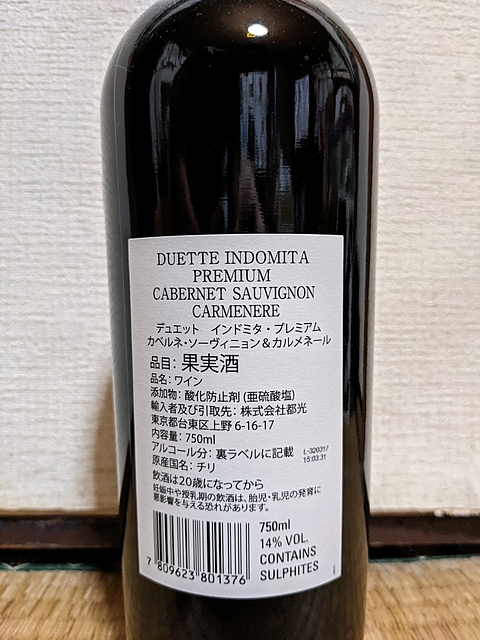 DUETTE INDOMITA
PREMIUM
CABERNET SAUVIGNON
CARMENERE
デュエット インドミタ・プレミアム
カベルネ・ソーヴィニョン＆カルメネール
品目: 果実酒
品名: ワイン
添加物: 酸化防止剤 (亜硫酸塩)
輸入者及び引取先: 株式会社都光
東京都台東区上野 6-16-17
内容量: 750ml
アルコール分: 裏ラベルに記載
L-320317
15:03:31
原産国名: チリ
飲酒は20歳になってから
妊娠中や授乳期の飲酒は、胎児・乳児の発育に
悪影響を与える恐れがあります。
750ml
14% VOL.
CONTAINS
SULPHITES
7 809623 801376